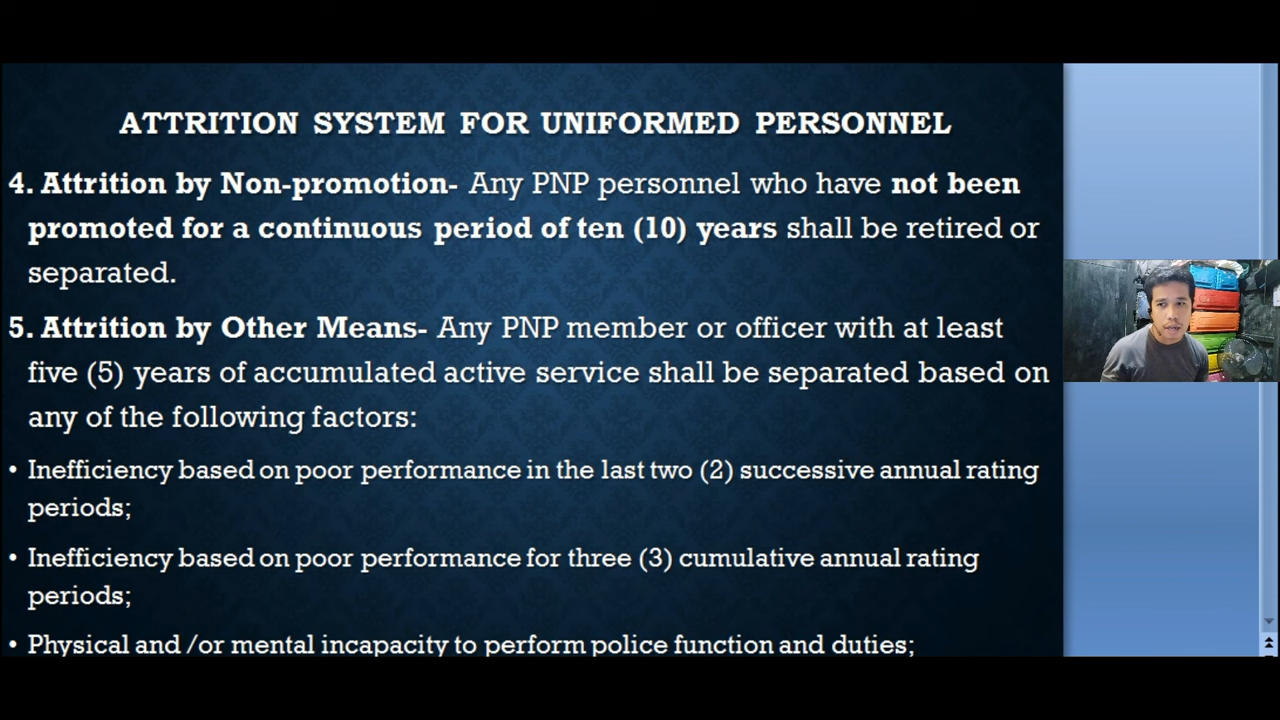 ATTRITION SYSTEM FOR UNIFORMED PERSONNEL
4. Attrition by Non-promotion- Any PNP personnel who have not been
promoted for a continuous period of ten (10) years shall be retired or
separated.
5. Attrition by Other Means- Any PNP member or officer with at least
five (5) years of accumulated active service shall be separated based on
any of the following factors:
• Inefficiency based on poor performance in the last two (2) successive annual rating
periods;
• Inefficiency based on poor performance for three (3) cumulative annual rating
periods;
• Physical and /or mental incapacity to perform police function and duties;